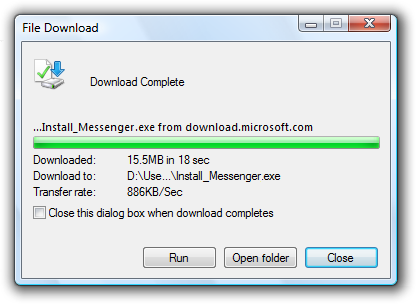 File Download
Download Complete
...Install_Messenger.exe from download.microsoft.com
Downloaded: 15.5MB in 18 sec
Download to: D:\Use...\Install_Messenger.exe
Transfer rate: 886KB/Sec
Close this dialog box when download completes
Run Open folder Close